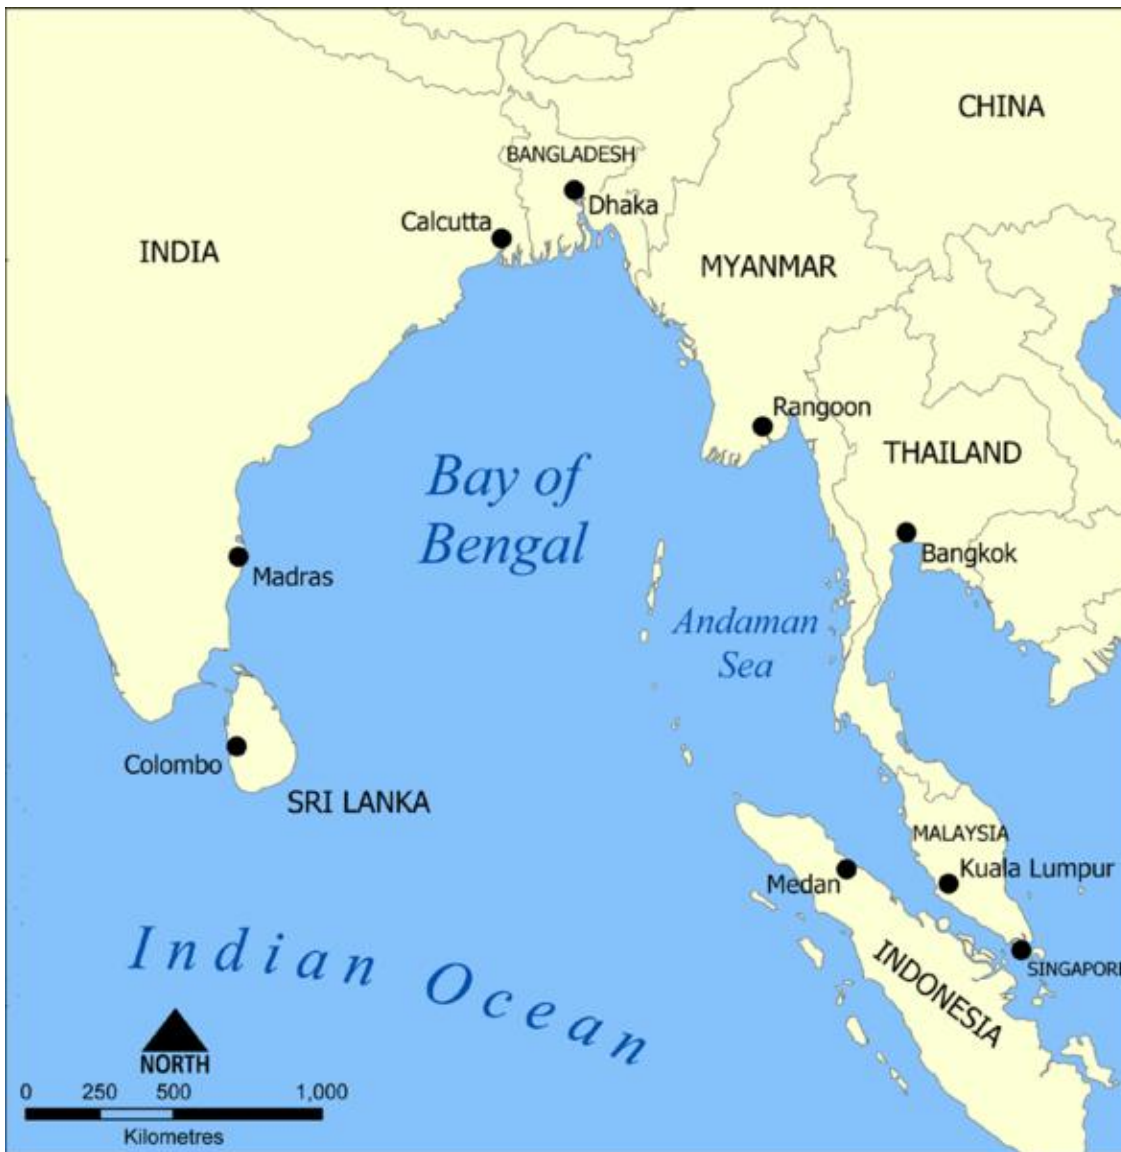 CHINA
BANGLADESH
Dhaka
Calcutta
INDIA
MYANMAR
Rangoon
THAILAND
Bay of
Bengal
Bangkok
Madras
Andaman
Sea
Colombo
SRI LANKA
MALAYSIA
Kuala Lumpur
Medan
Indian Ocean
INDONESIA
SINGAPORE
NORTH
0 250 500 1,000
Kilometres